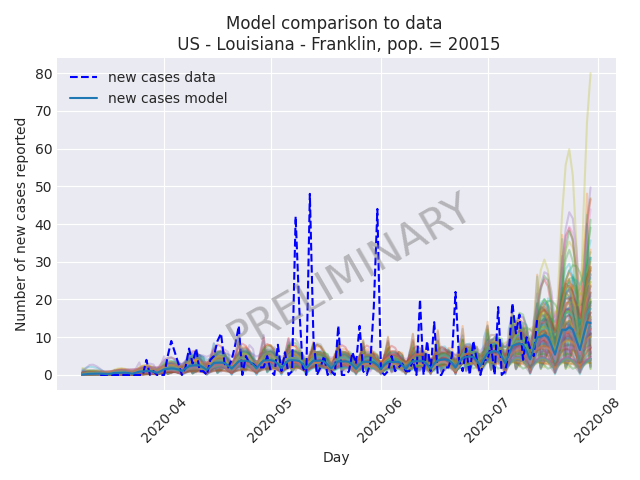 Model comparison to data
US - Louisiana - Franklin, pop. = 20015
new cases data
new cases model
PRELIMINARY
Number of new cases reported
80
70
60
50
40
30
20
10
0
2020-04
2020-05
2020-06
2020-07
2020-08
Day